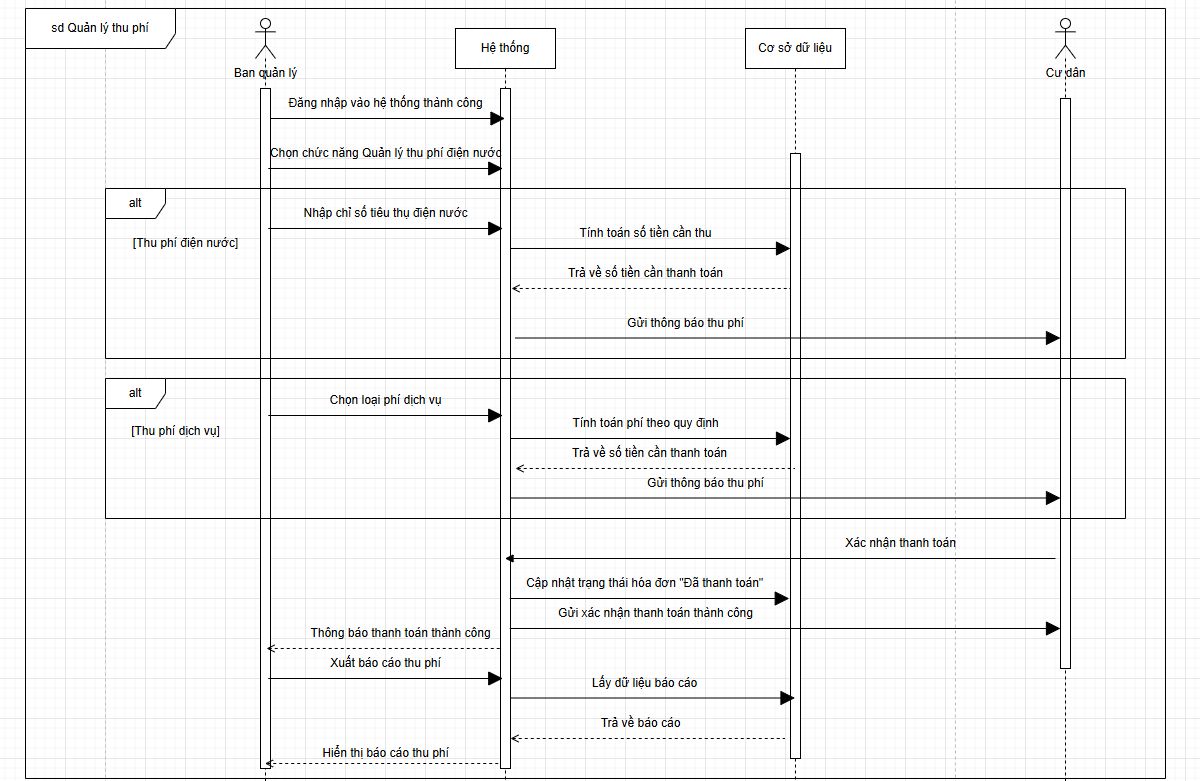 sd Quản lý thu phí
Ban quản lý
Hệ thống
Cơ sở dữ liệu
Cư dân
Đăng nhập vào hệ thống thành công
Chọn chức năng Quản lý thu phí điện nước
alt
[Thu phí điện nước]
Nhập chỉ số tiêu thụ điện nước
Tính toán số tiền cần thu
Trả về số tiền cần thanh toán
Gửi thông báo thu phí
alt
[Thu phí dịch vụ]
Chọn loại phí dịch vụ
Tính toán phí theo quy định
Trả về số tiền cần thanh toán
Gửi thông báo thu phí
Xác nhận thanh toán
Cập nhật trạng thái hóa đơn "Đã thanh toán"
Gửi xác nhận thanh toán thành công
Thông báo thanh toán thành công
Xuất báo cáo thu phí
Lấy dữ liệu báo cáo
Trả về báo cáo
Hiển thị báo cáo thu phí